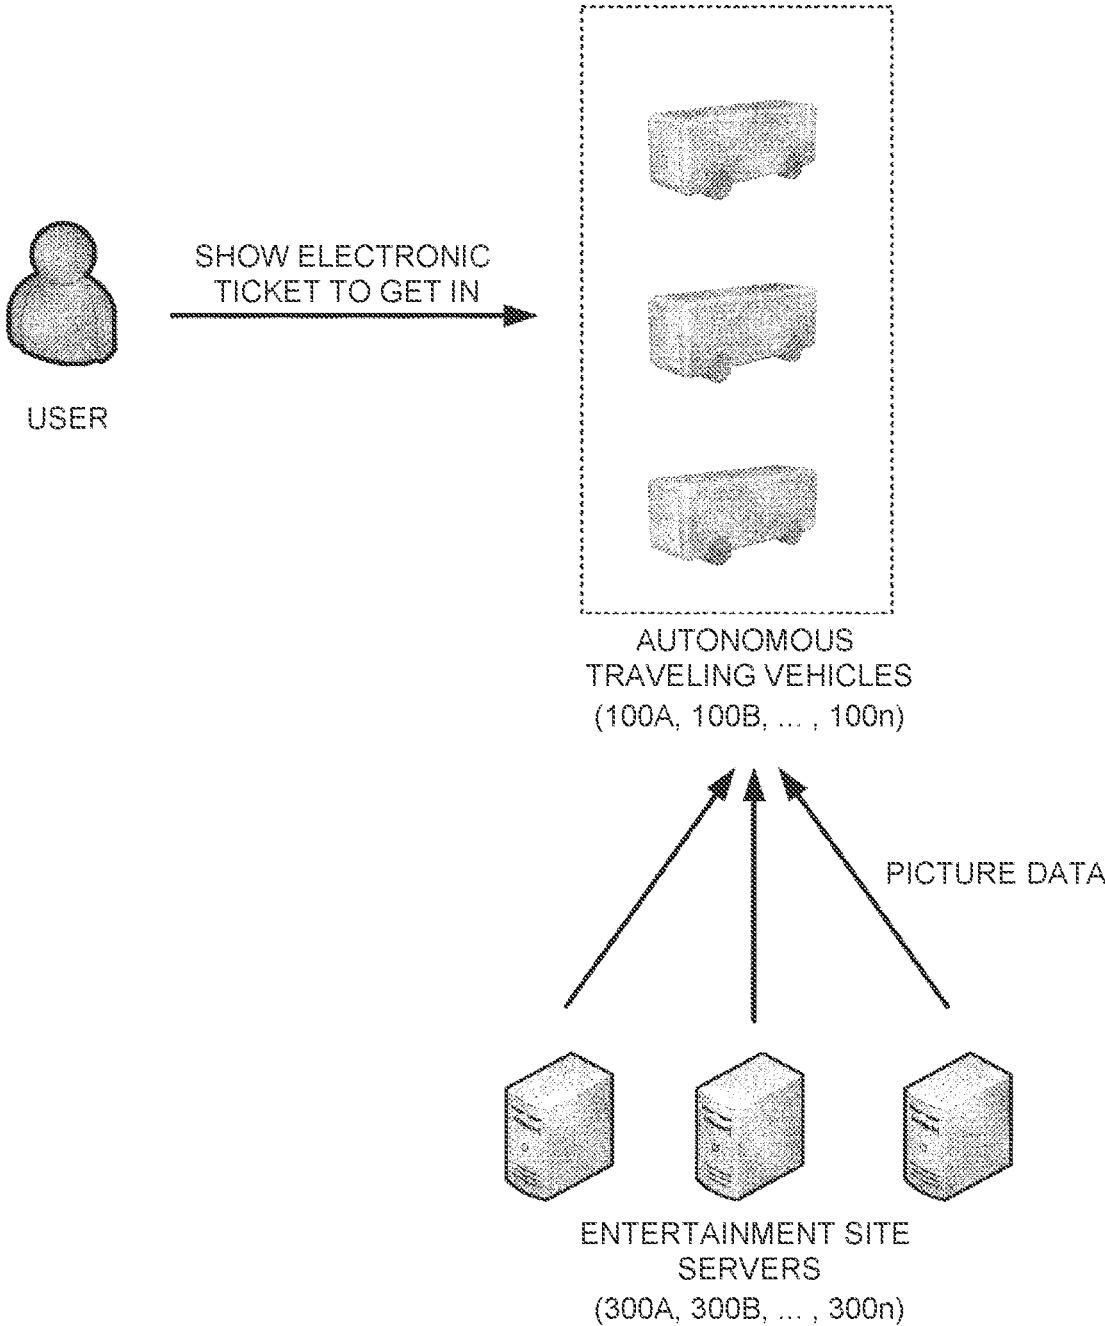 SHOW ELECTRONIC
TICKET TO GET IN
USER
AUTONOMOUS
TRAVELING VEHICLES
(100A, 100B, ... , 100n)
PICTURE DATA
ENTERTAINMENT SITE
SERVERS
(300A, 300B, ... , 300n)